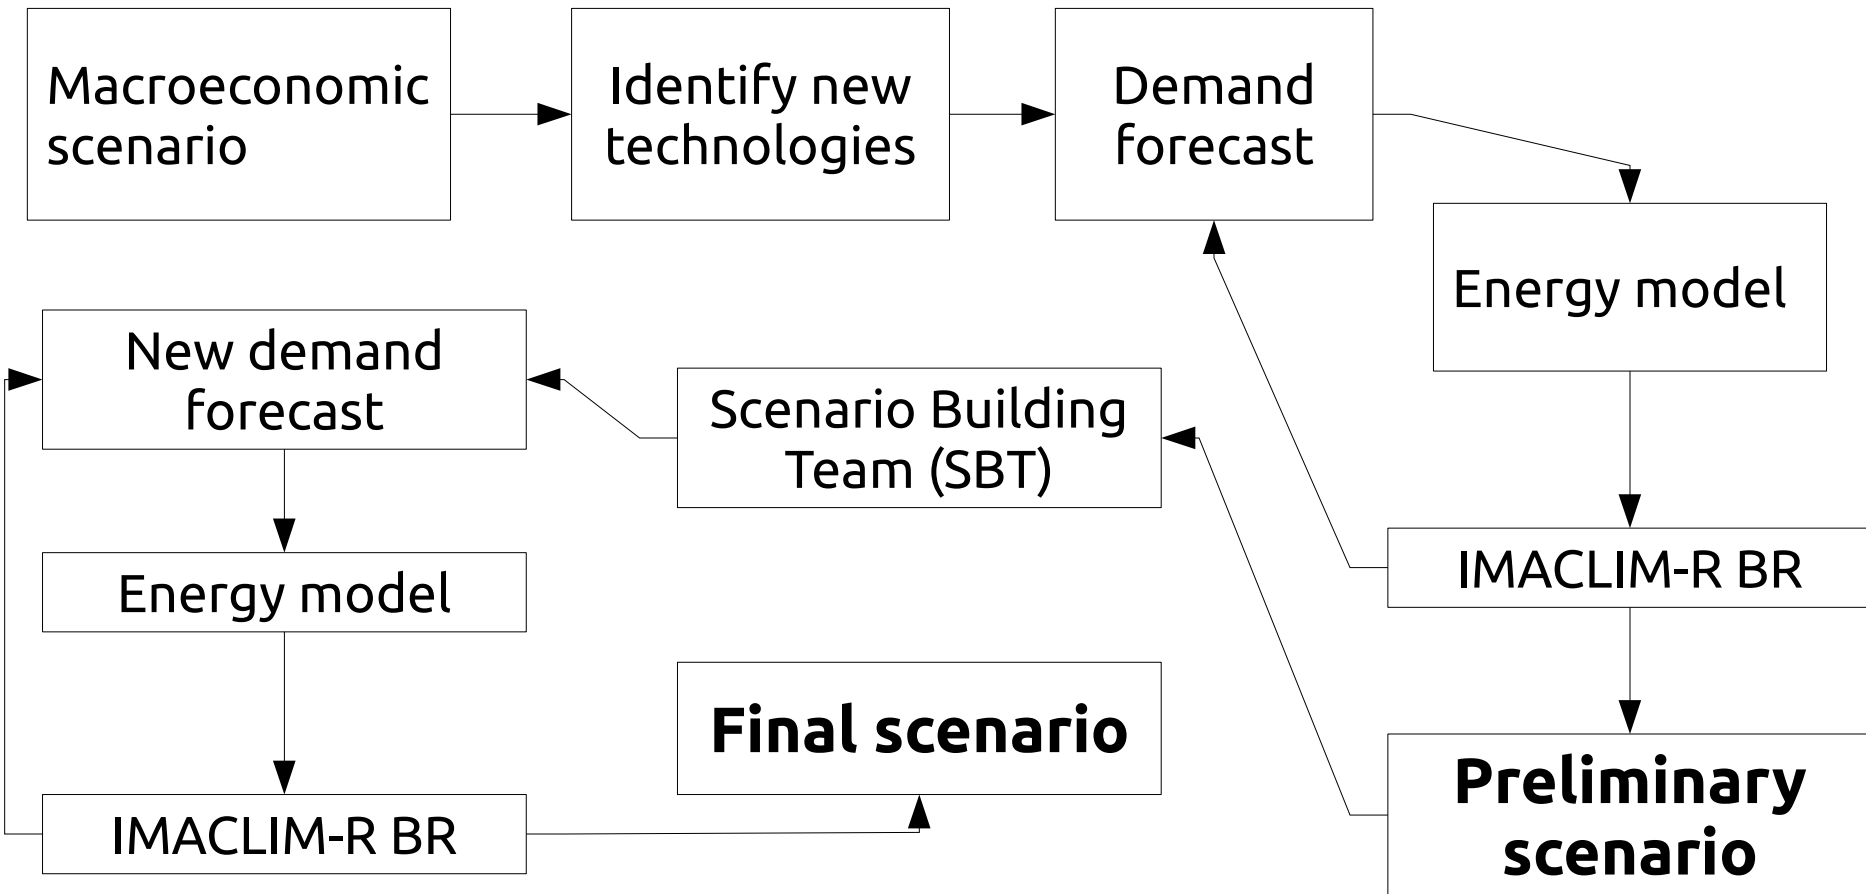 Macroeconomic
scenario
Identify new
technologies
Demand
forecast
Energy model
New demand
forecast
Scenario Building
Team (SBT)
IMACLIM-R BR
Energy model
Final scenario
Preliminary
scenario
IMACLIM-R BR